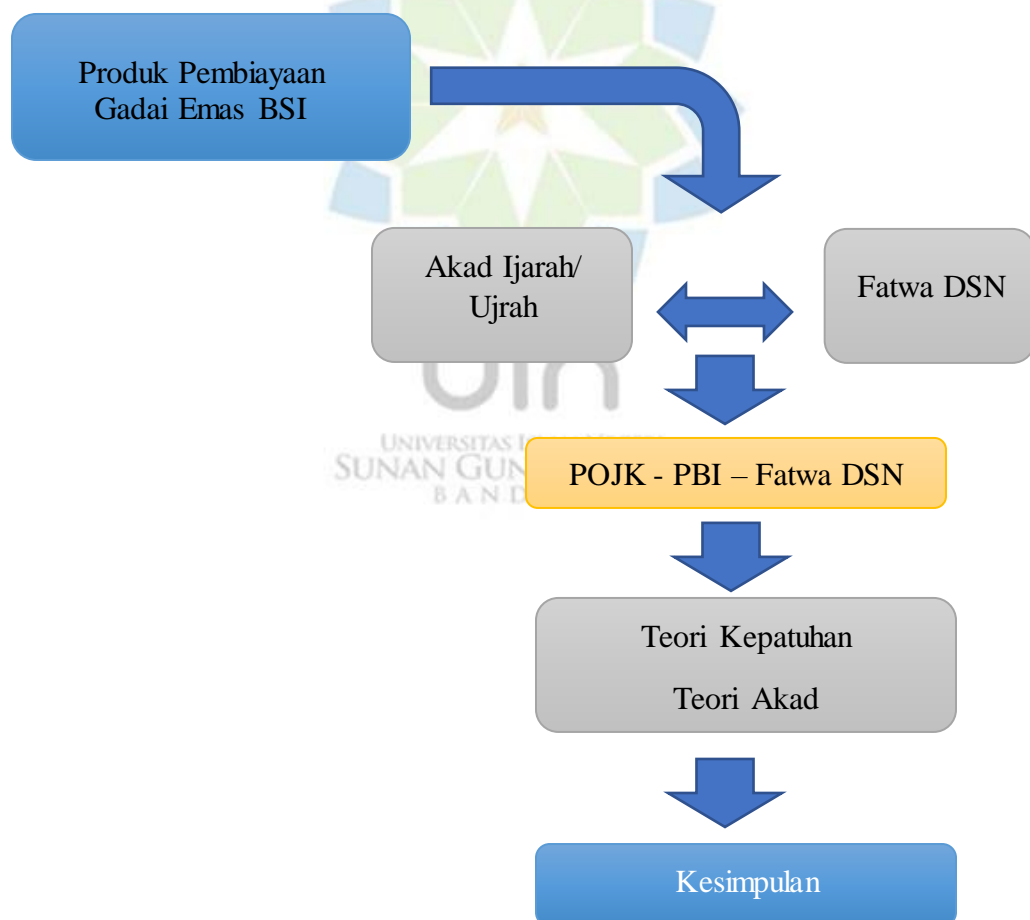 Produk Pembiayaan
Gadai Emas BSI
Akad Ijarah/
Ujrah
Fatwa DSN
uin
UNIVERSITAS
SUNAN
POJK - PBI – Fatwa DSN
Teori Kepatuhan
Teori Akad
Kesimpulan